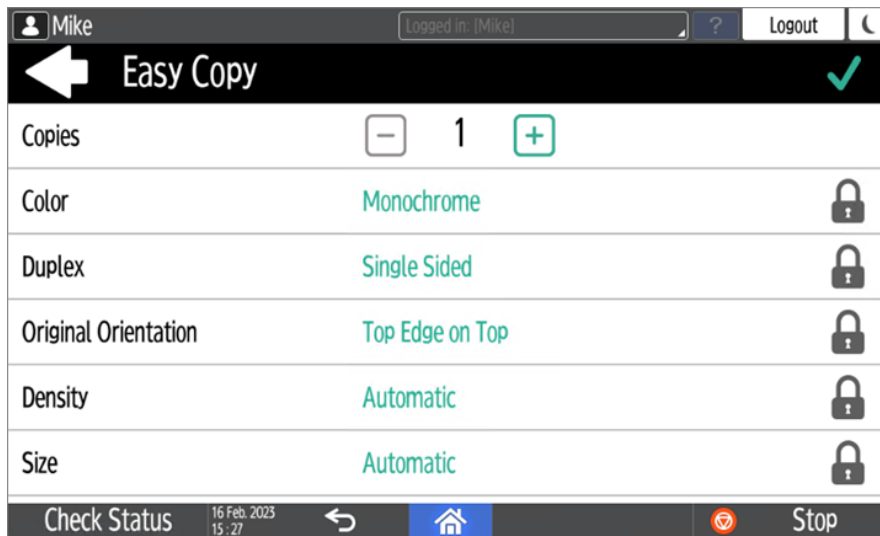 Mike Logged in: [Mike] ? Logout
Easy Copy
Copies - 1 +
Color Monochrome
Duplex Single Sided
Original Orientation Top Edge on Top
Density Automatic
Size Automatic
Check Status 16 Feb. 2023 Stop
15 : 27